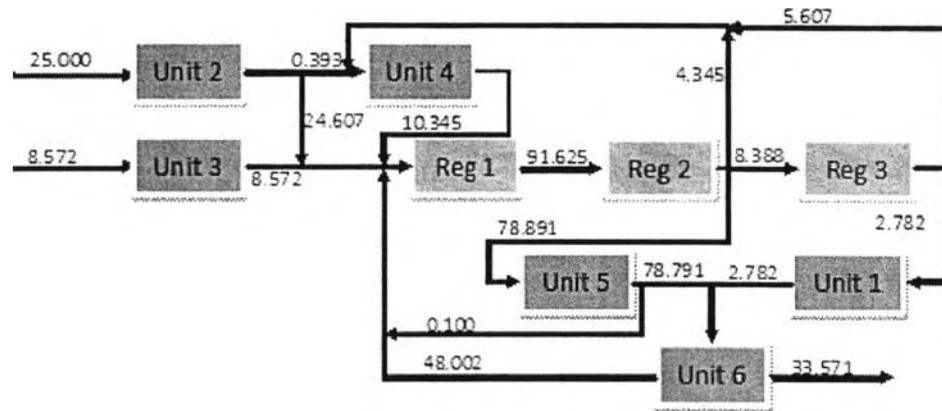 5.607
25.000
Unit 2
0.393
Unit 4
4.345
24.607
10.345
8.572
Unit 3
8.572
Reg 1
91.625
Reg 2
8.388
Reg 3
78.891
2.782
Unit 5
78.791
2.782
Unit 1
0.100
48.002
Unit 6
33.571